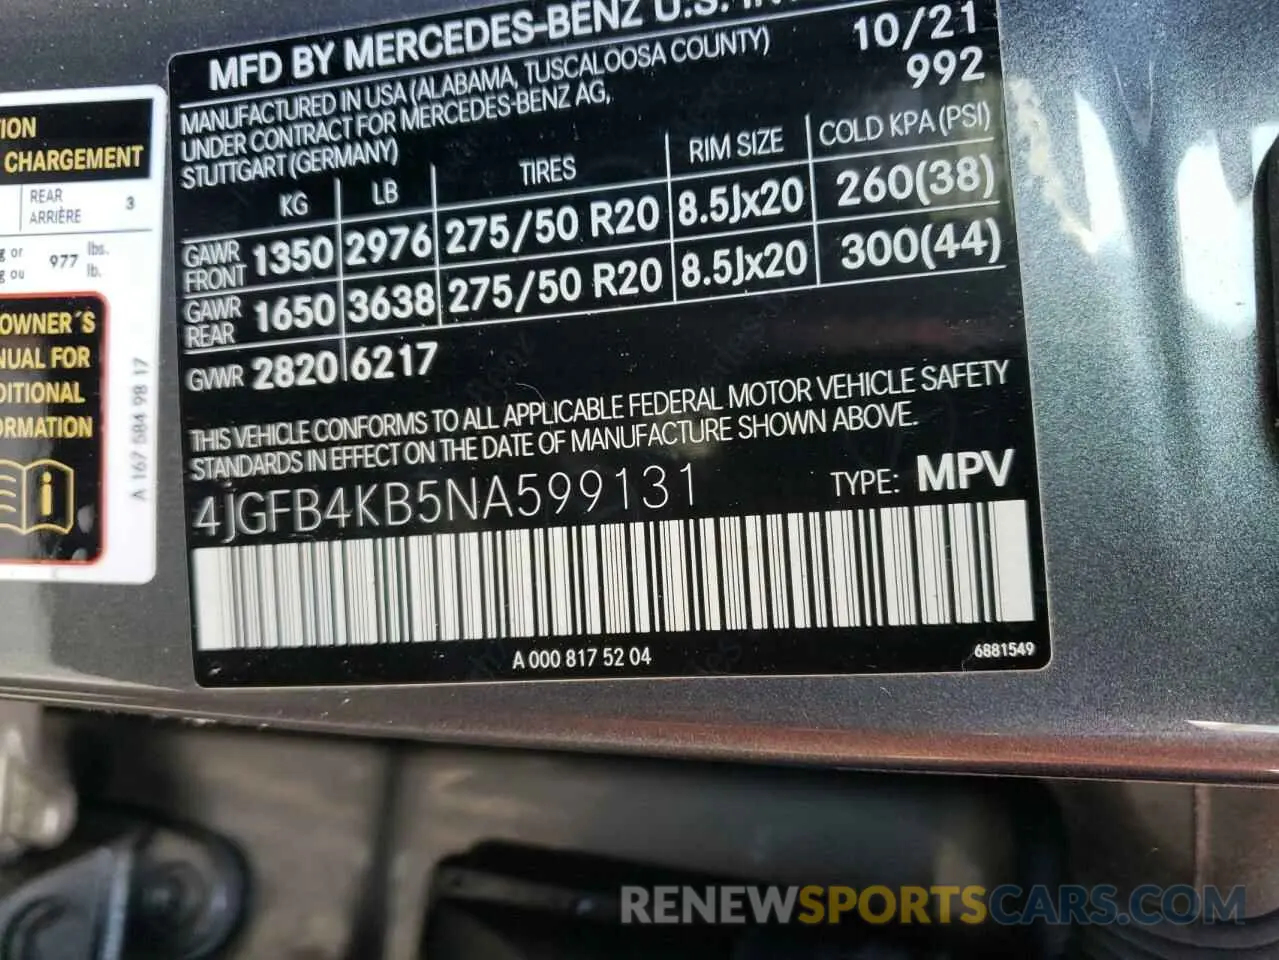 TION
CHARGEMENT
REAR
ARRIÈRE
3
g or
g ou
977
lbs.
lb.
OWNER'S
NUAL FOR
DITIONAL
ORMATION
i
A 167 584 98 17
MFD BY MERCEDES-BENZ U.S. IN
10/21
MANUFACTURED IN USA (ALABAMA, TUSCALOOSA COUNTY)
992
UNDER CONTRACT FOR MERCEDES-BENZ AG,
STUTTGART (GERMANY)
KG LB TIRES RIM SIZE COLD KPA (PSI)
GAWR FRONT 1350 2976 275/50 R20 8.5Jx20 260(38)
GAWR REAR 1650 3638 275/50 R20 8.5Jx20 300(44)
GVWR 2820 6217
THIS VEHICLE CONFORMS TO ALL APPLICABLE FEDERAL MOTOR VEHICLE SAFETY
STANDARDS IN EFFECT ON THE DATE OF MANUFACTURE SHOWN ABOVE.
4JGFB4KB5NA599131 TYPE: MPV
A 000 817 52 04
6881549
RENEWSPORTSCARS.COM